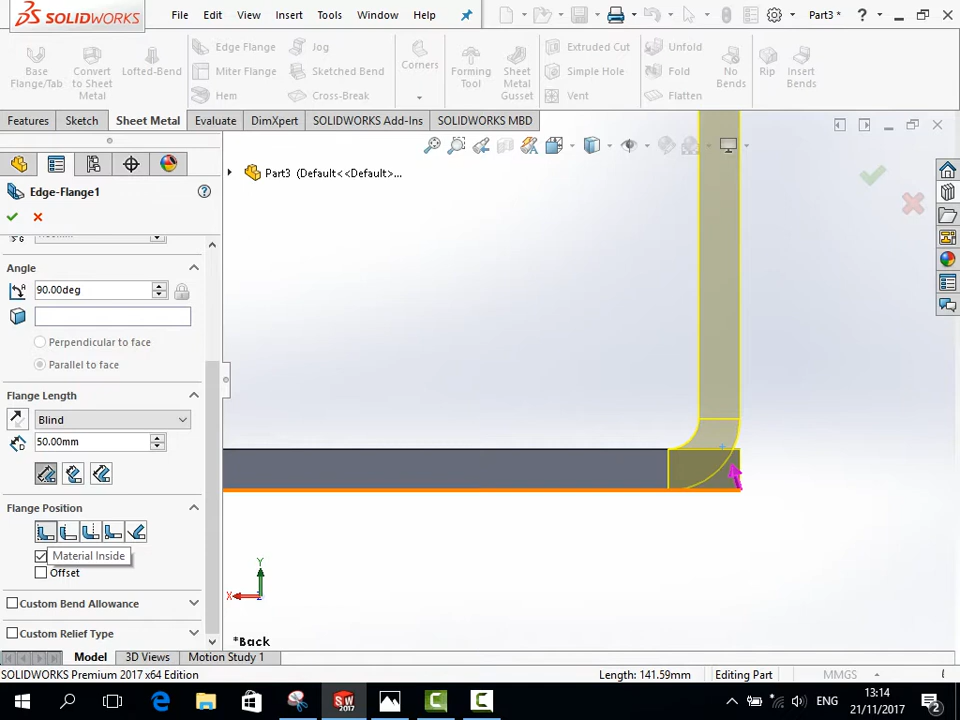 SOLIDWORKS File Edit View Insert Tools Window Help Part3 * ?
Base Flange/Tab
Convert to Sheet Metal
Lofted-Bend
Edge Flange
Miter Flange
Hem
Jog
Sketched Bend
Cross-Break
Corners
Forming Tool
Sheet Metal Gusset
Extruded Cut
Simple Hole
Vent
Unfold
Fold
Flatten
No Bends
Rip
Insert Bends
Features Sketch Sheet Metal Evaluate DimXpert SOLIDWORKS Add-Ins SOLIDWORKS MBD
Part3 (Default<<Default>...
Edge-Flange1 ?
Angle
90.00deg
Perpendicular to face
Parallel to face
Flange Length
Blind
50.00mm
Flange Position
Material Inside
Offset
Custom Bend Allowance
Custom Relief Type
Y
X
*Back
Model 3D Views Motion Study 1
SOLIDWORKS Premium 2017 x64 Edition Length: 141.59mm Editing Part MMGS
SW 2017
ENG
13:14
21/11/2017
2